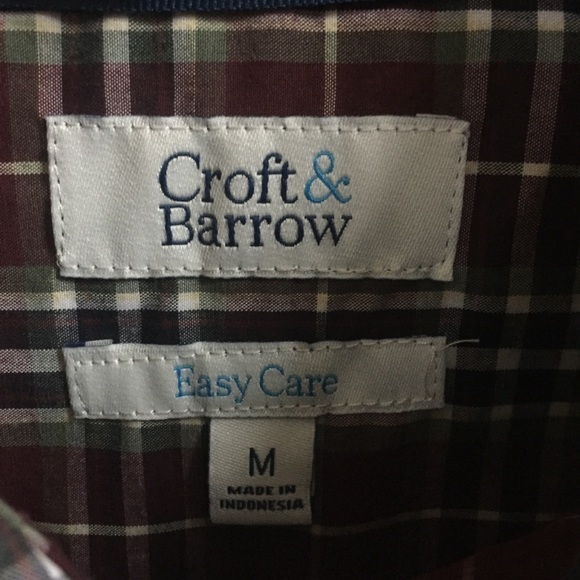 Croft &
Barrow
Easy Care
M
MADE IN
INDONESIA